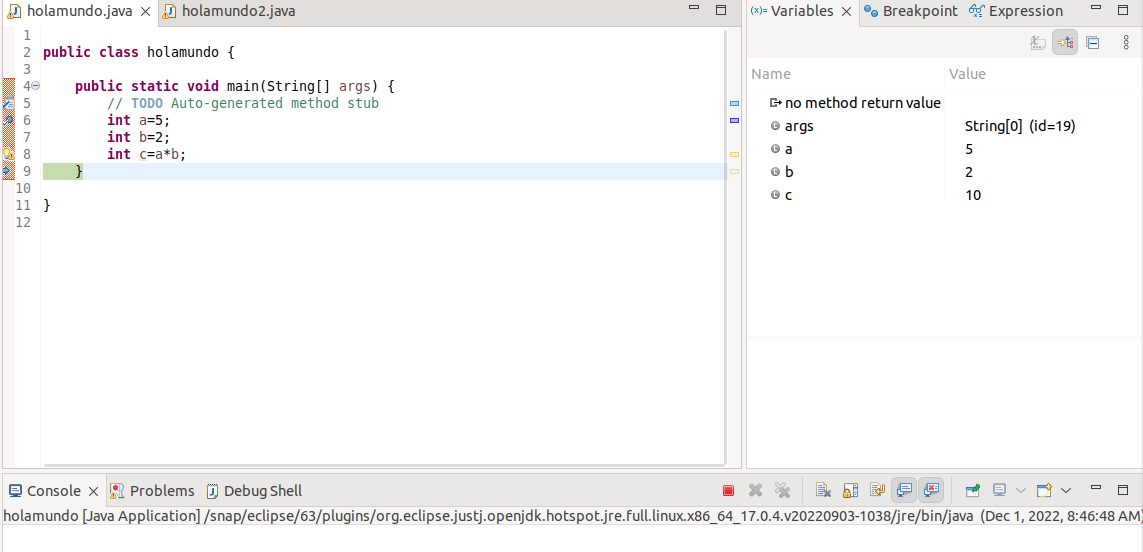 holamundo.java holamundo2.java
1
2 public class holamundo {
3
4 public static void main(String[] args) {
5 // TODO Auto-generated method stub
6 int a=5;
7 int b=2;
8 int c=a*b;
9 }
10
11 }
12
(x)= Variables Breakpoint Expression
Name Value
no method return value
args String[0] (id=19)
a 5
b 2
c 10
Console Problems Debug Shell
holamundo [Java Application] /snap/eclipse/63/plugins/org.eclipse.justj.openjdk.hotspot.jre.full.linux.x86_64_17.0.4.v20220903-1038/jre/bin/java (Dec 1, 2022, 8:46:48 AM)